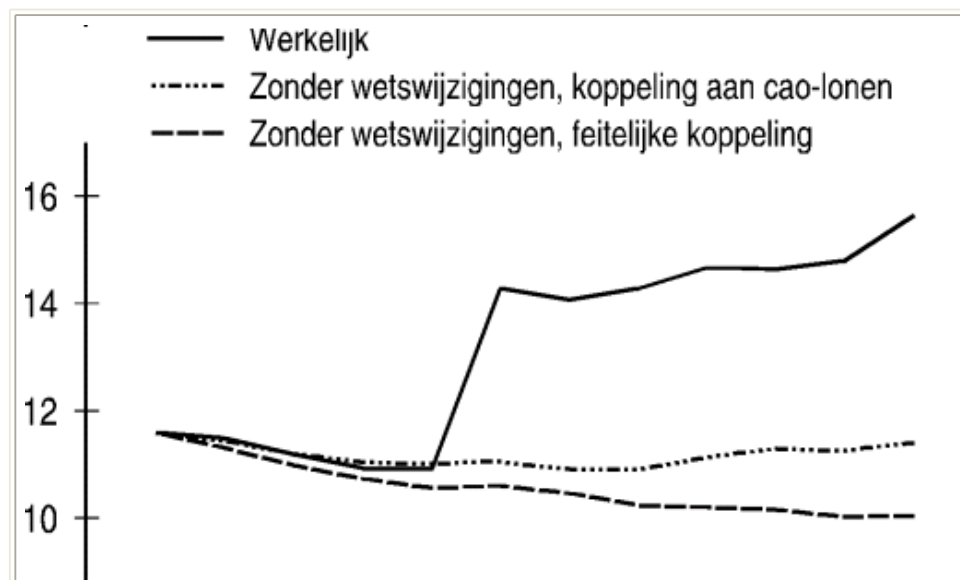 Werkelijk
Zonder wetswijzigingen, koppeling aan cao-lonen
Zonder wetswijzigingen, feitelijke koppeling
16
14
12
10